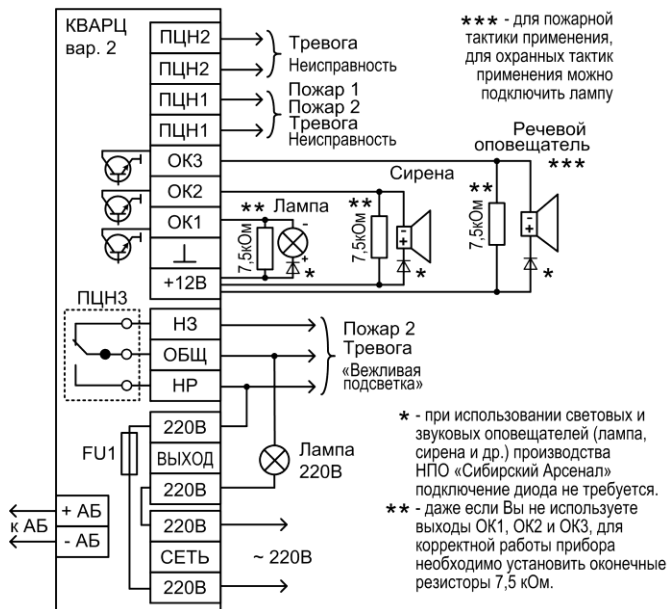 КВАРЦ
вар. 2
ПЦН2
ПЦН2
ПЦН1
ПЦН1
ОК3
ОК2
ОК1
⊥
+12В
Тревога
Неисправность
Пожар 1
Пожар 2
Тревога
Неисправность
*** - для пожарной
тактики применения,
для охранных тактик
применения можно
подключить лампу
Речевой
оповещатель
***
Сирена
Лампа
**
7,5кОм
-
+
*
**
7,5кОм
- +
*
**
7,5кОм
- +
*
ПЦН3
НЗ
ОБЩ
НР
Пожар 2
Тревога
«Вежливая
подсветка»
FU1
220В
ВЫХОД
220В
Лампа
220В
220В
СЕТЬ
220В
~ 220В
к АБ
+ АБ
- АБ
* - при использовании световых и
звуковых оповещателей (лампа,
сирена и др.) производства
НПО «Сибирский Арсенал»
подключение диода не требуется.
** - даже если Вы не используете
выходы ОК1, ОК2 и ОК3, для
корректной работы прибора
необходимо установить оконечные
резисторы 7,5 кОм.